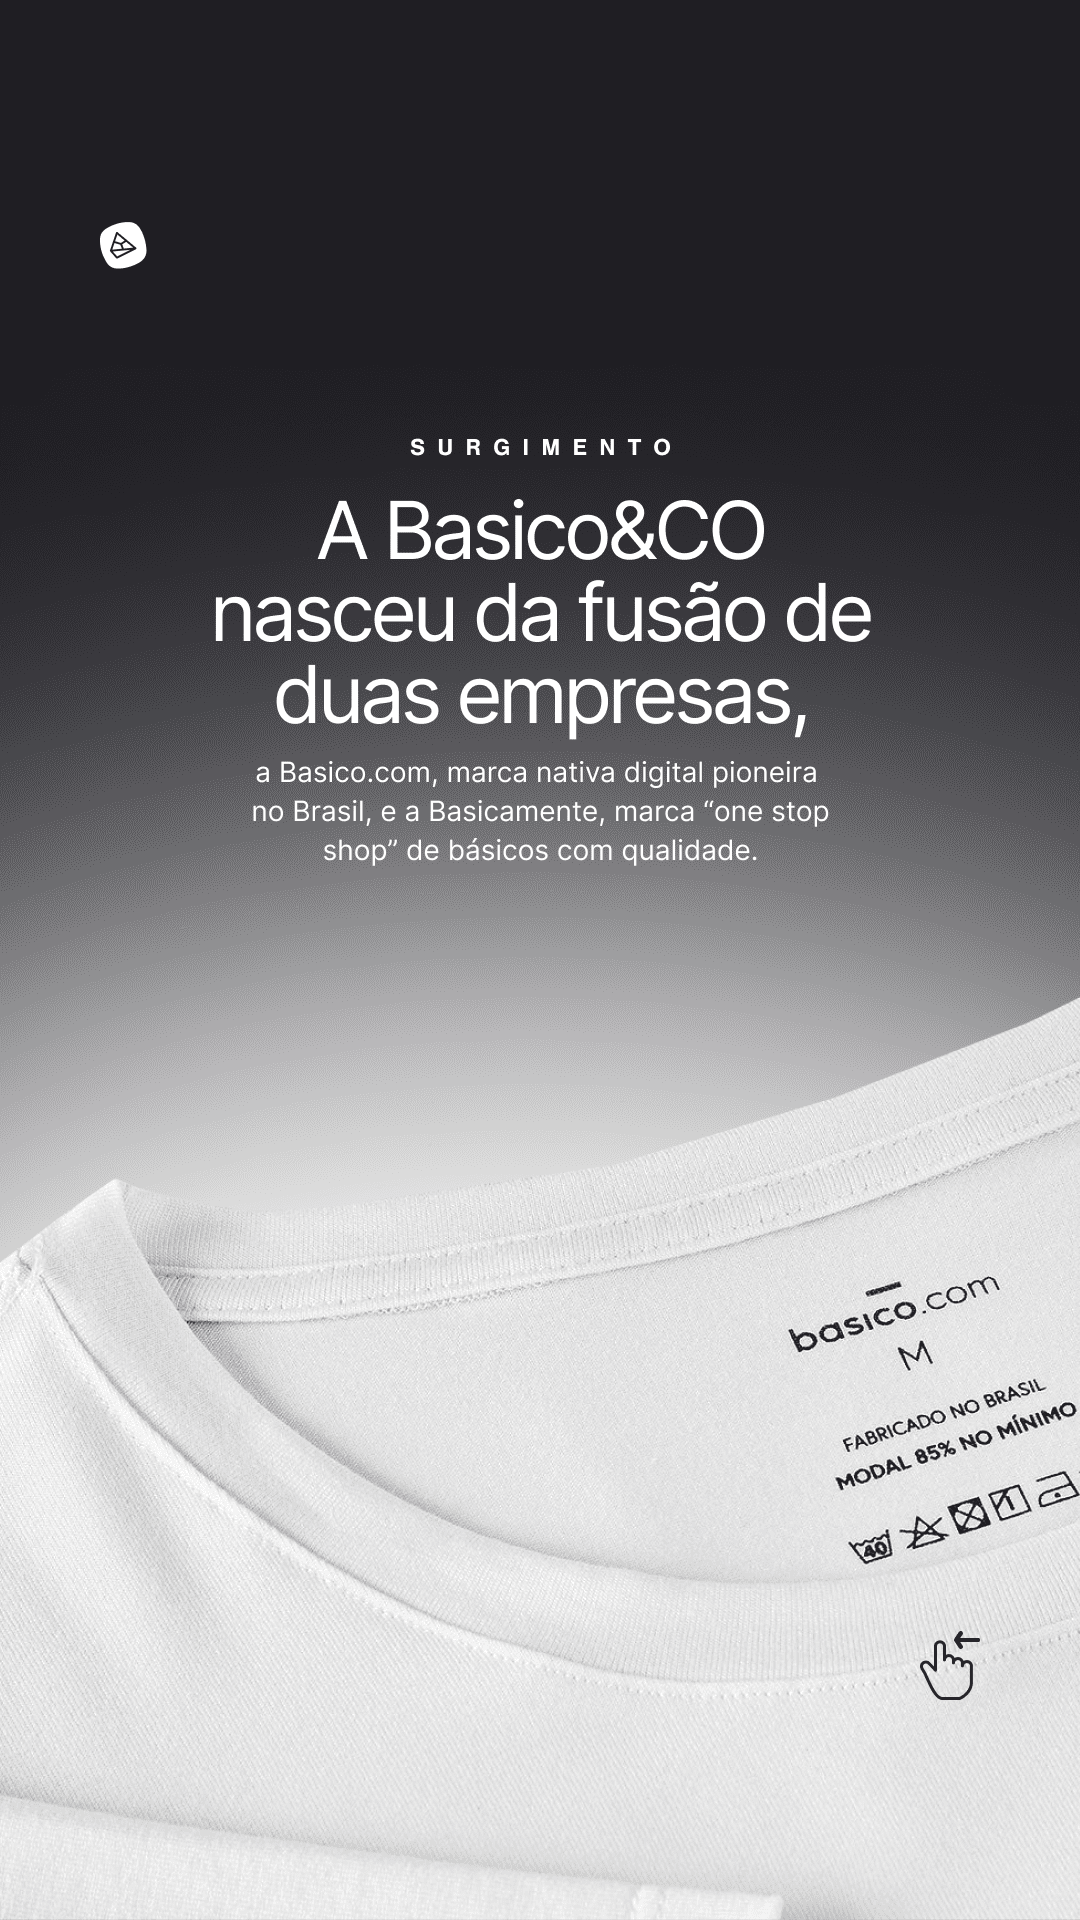 SURGIMENTO
A Basico&CO
nasceu da fusão de
duas empresas,
a Basico.com, marca nativa digital pioneira
no Brasil, e a Basicamente, marca “one stop
shop” de básicos com qualidade.
basico.com
M
FABRICADO NO BRASIL
MODAL 85% NO MÍNIMO
40
1